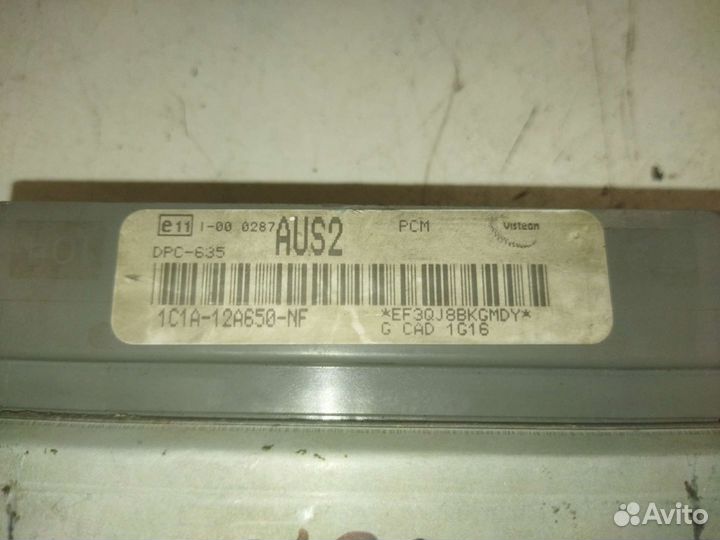 e11 I-00 0287 AUS2 PCM Visteon
DPC-635
1C1A-12A650-NF *EF3QJ8BKGMDY*
G CAD 1G16
Avito